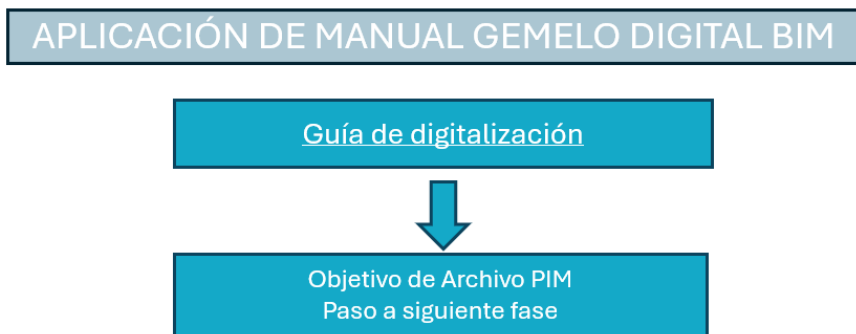 APLICACIÓN DE MANUAL GEMELO DIGITAL BIM
Guía de digitalización
Objetivo de Archivo PIM
Paso a siguiente fase